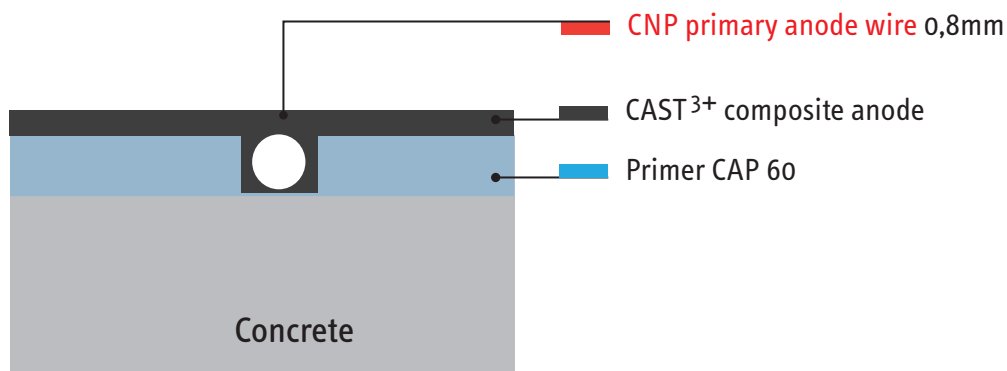 CNP primary anode wire 0,8mm
CAST3+ composite anode
Primer CAP 60
Concrete